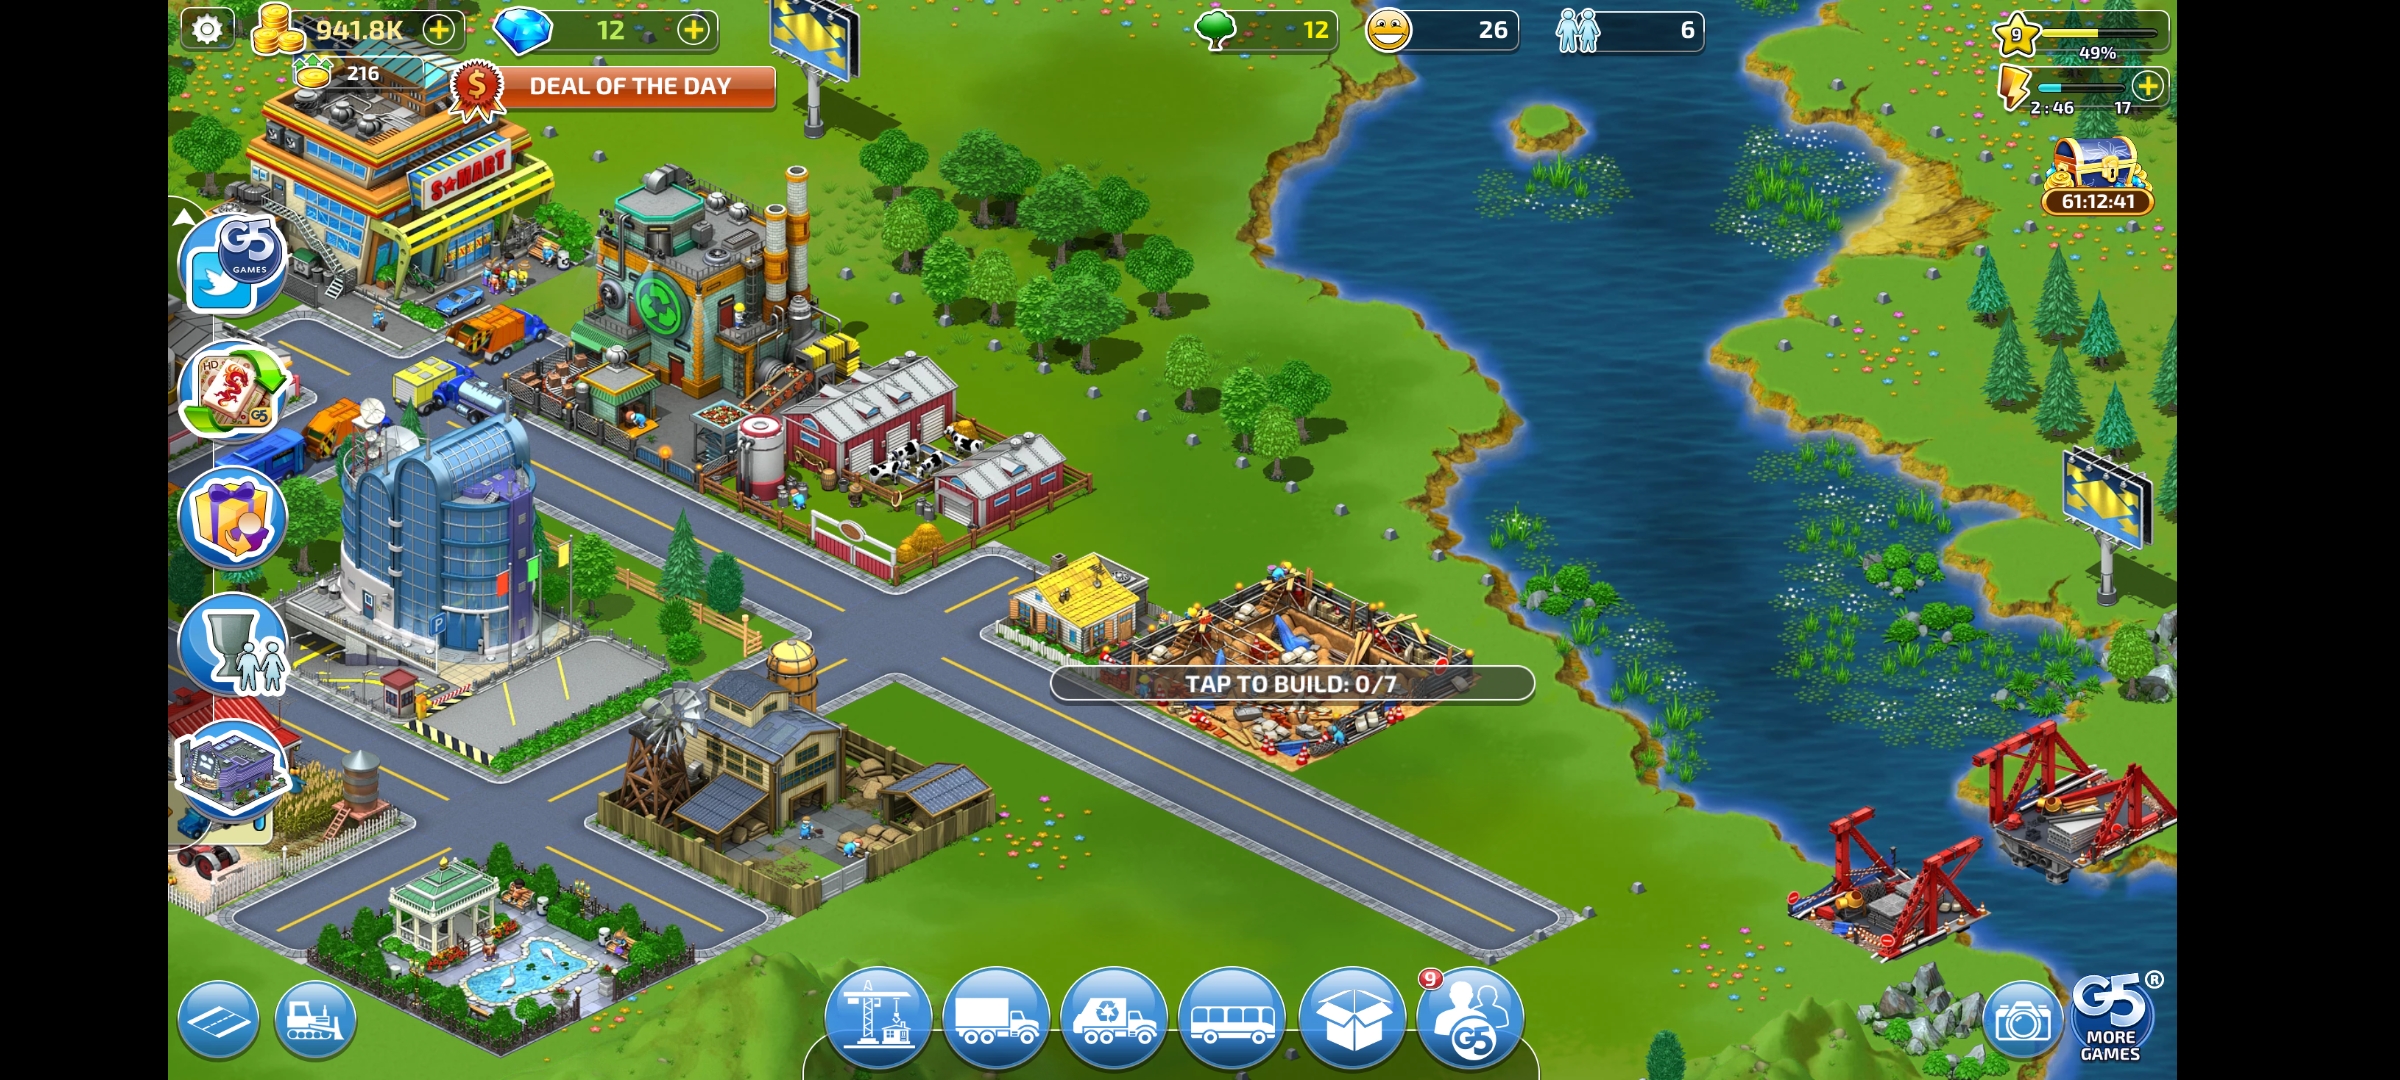 941.8K
12
12
26
6
9
49%
216
DEAL OF THE DAY
2:46
17
S★MART
61:12:41
G5
GAMES
HD
G5
P
TAP TO BUILD: 0/7
9
G5
G5®
MORE
GAMES